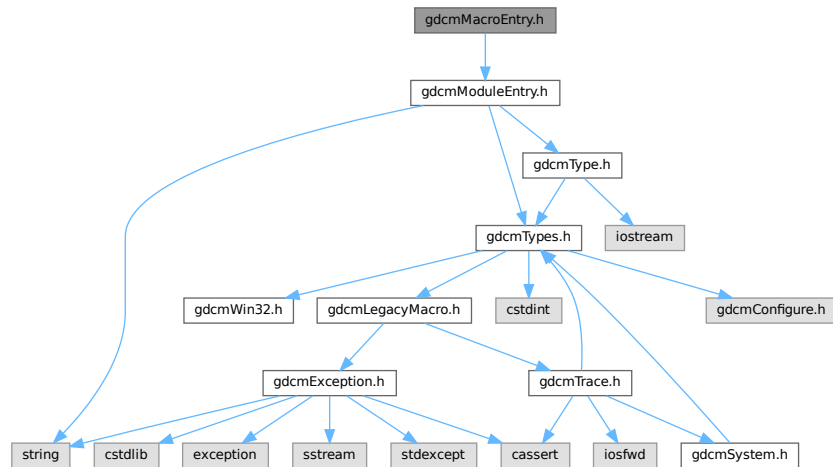 gdcmMacroEntry.h
gdcmModuleEntry.h
gdcmType.h
gdcmTypes.h
iostream
gdcmWin32.h
gdcmLegacyMacro.h
cstdint
gdcmConfigure.h
gdcmException.h
gdcmTrace.h
string
cstdlib
exception
sstream
stdexcept
cassert
iosfwd
gdcmSystem.h